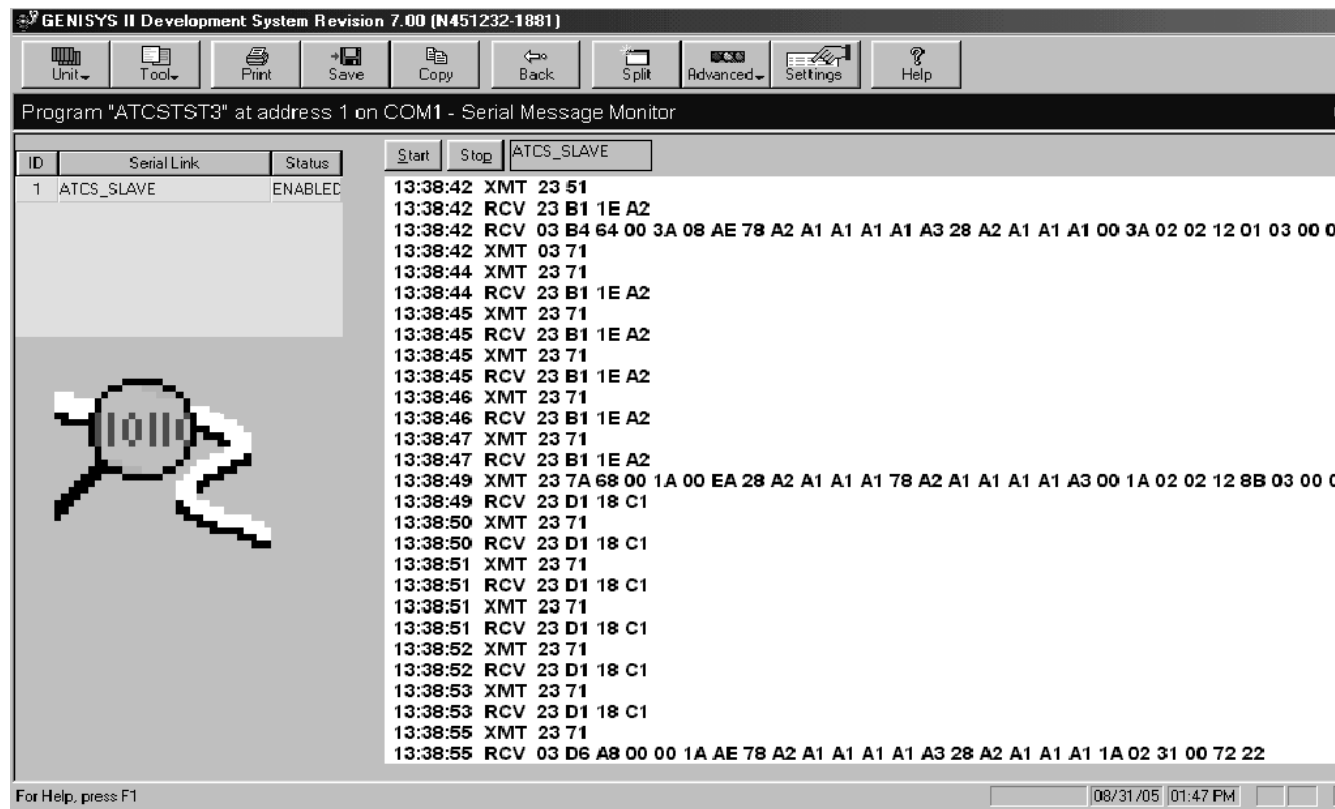 GENISYS II Development System Revision 7.00 (N451232-1881)
Unit Tool Print Save Copy Back Split Advanced Settings Help
Program "ATCSTST3" at address 1 on COM1 - Serial Message Monitor
ID Serial Link Status
1 ATCS_SLAVE ENABLED
Start Stop ATCS_SLAVE
13:38:42 XMT 23 51
13:38:42 RCV 23 B1 1E A2
13:38:42 RCV 03 B4 64 00 3A 08 AE 78 A2 A1 A1 A1 A1 A3 28 A2 A1 A1 A1 00 3A 02 02 12 01 03 00
13:38:42 XMT 03 71
13:38:44 XMT 23 71
13:38:44 RCV 23 B1 1E A2
13:38:45 XMT 23 71
13:38:45 RCV 23 B1 1E A2
13:38:45 XMT 23 71
13:38:45 RCV 23 B1 1E A2
13:38:46 XMT 23 71
13:38:46 RCV 23 B1 1E A2
13:38:47 XMT 23 71
13:38:47 RCV 23 B1 1E A2
13:38:49 XMT 23 7A 68 00 1A 00 EA 28 A2 A1 A1 A1 78 A2 A1 A1 A1 A1 A3 00 1A 02 02 12 8B 03 00
13:38:49 RCV 23 D1 18 C1
13:38:50 XMT 23 71
13:38:50 RCV 23 D1 18 C1
13:38:51 XMT 23 71
13:38:51 RCV 23 D1 18 C1
13:38:51 XMT 23 71
13:38:51 RCV 23 D1 18 C1
13:38:52 XMT 23 71
13:38:52 RCV 23 D1 18 C1
13:38:53 XMT 23 71
13:38:53 RCV 23 D1 18 C1
13:38:55 XMT 23 71
13:38:55 RCV 03 D6 A8 00 00 1A AE 78 A2 A1 A1 A1 A1 A3 28 A2 A1 A1 A1 1A 02 31 00 72 22
For Help, press F1
08/31/05 01:47 PM